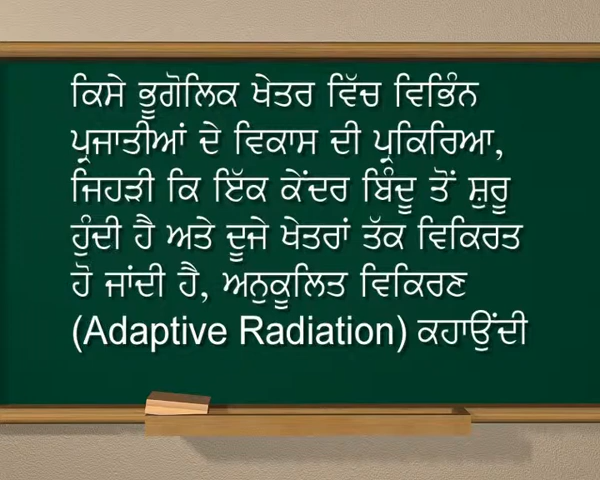 ਕਿਸੇ ਭੂਗੋਲਿਕ ਖੇਤਰ ਵਿੱਚ ਵਿਭਿੰਨ
ਪ੍ਰਜਾਤੀਆਂ ਦੇ ਵਿਕਾਸ ਦੀ ਪ੍ਰਕਿਰਿਆ,
ਜਿਹੜੀ ਕਿ ਇੱਕ ਕੇਂਦਰ ਬਿੰਦੂ ਤੋਂ ਸ਼ੁਰੂ
ਹੁੰਦੀ ਹੈ ਅਤੇ ਦੂਜੇ ਖੇਤਰਾਂ ਤੱਕ ਵਿਕਿਰਤ
ਹੋ ਜਾਂਦੀ ਹੈ, ਅਨੁਕੂਲਿਤ ਵਿਕਿਰਣ
(Adaptive Radiation) ਕਹਾਉਂਦੀ